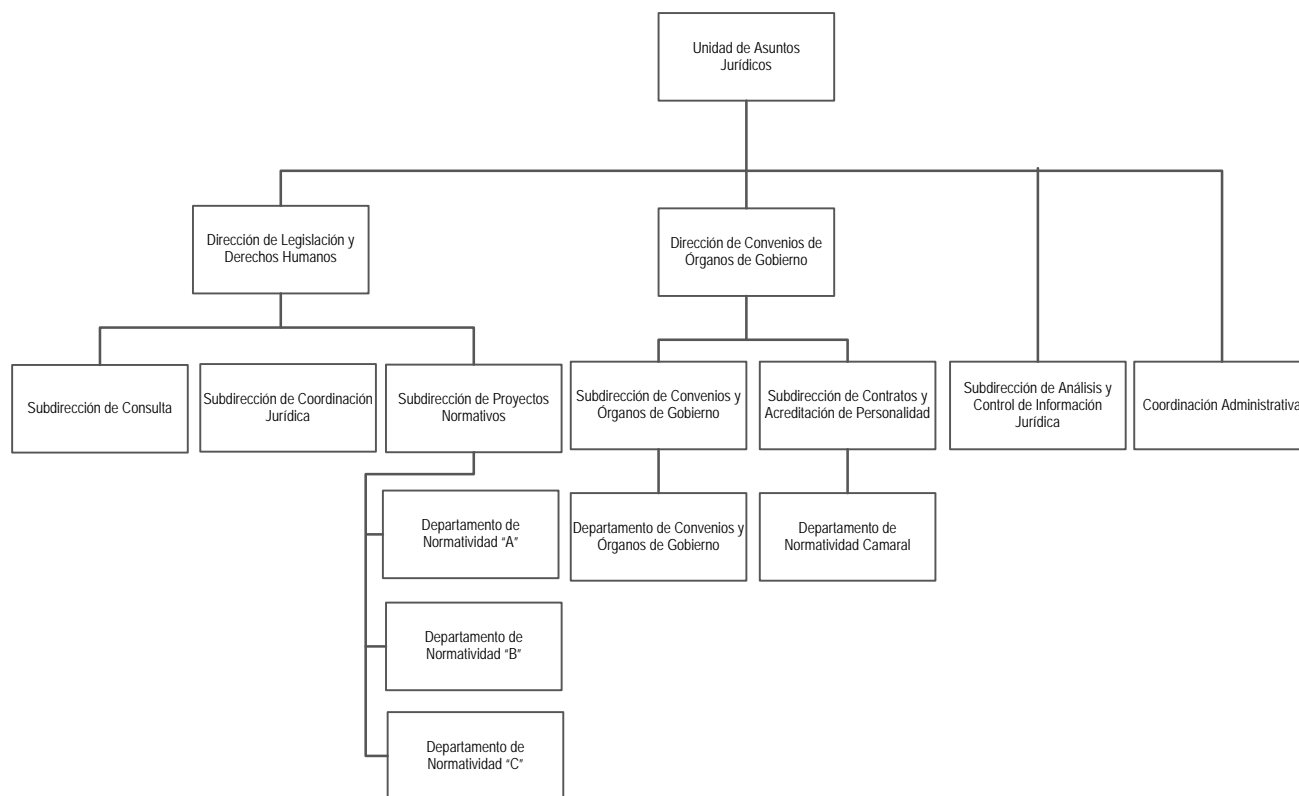 Unidad de Asuntos
Jurídicos
Dirección de Legislación y
Derechos Humanos
Dirección de Convenios de
Órganos de Gobierno
Subdirección de Consulta
Subdirección de Coordinación
Jurídica
Subdirección de Proyectos
Normativos
Subdirección de Convenios y
Órganos de Gobierno
Subdirección de Contratos y
Acreditación de Personalidad
Subdirección de Análisis y
Control de Información
Jurídica
Coordinación Administrativa
Departamento de
Normatividad "A"
Departamento de Convenios y
Órganos de Gobierno
Departamento de
Normatividad Camaral
Departamento de
Normatividad "B"
Departamento de
Normatividad "C"